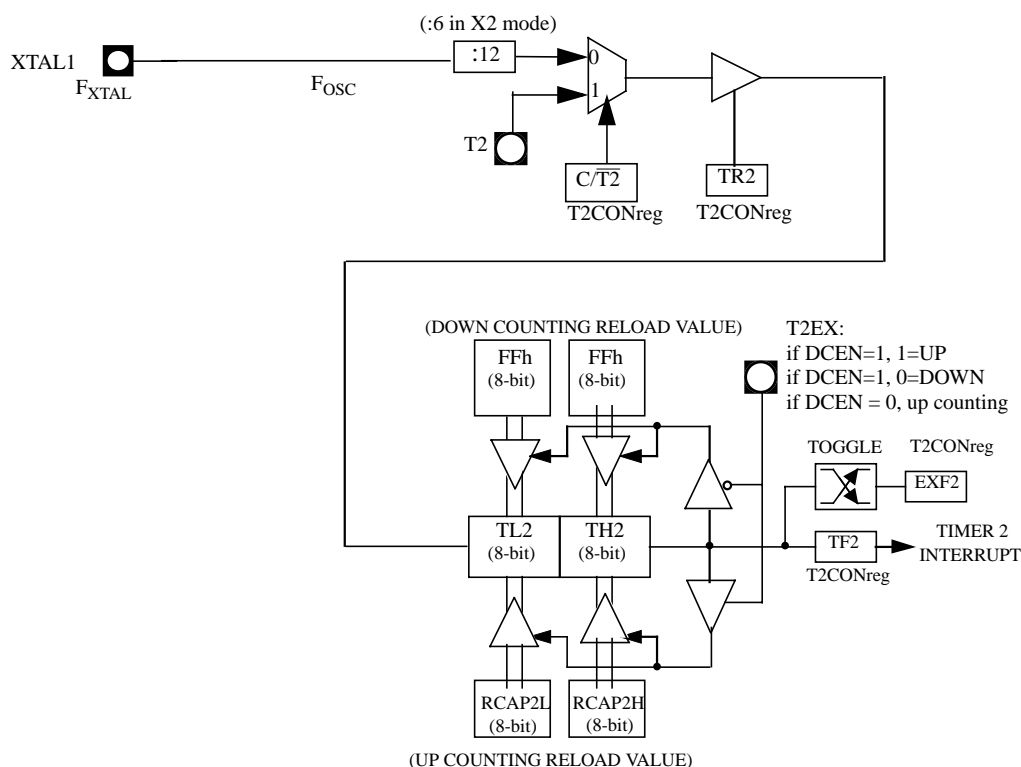 (:6 in X2 mode)
XTAL1
:12
0
FXTAL
FOSC
1
T2
C/T2
TR2
T2CONreg
T2CONreg
(DOWN COUNTING RELOAD VALUE)
T2EX:
if DCEN=1, 1=UP
if DCEN=1, 0=DOWN
if DCEN = 0, up counting
FFh
(8-bit)
FFh
(8-bit)
TOGGLE
T2CONreg
EXF2
TL2
(8-bit)
TH2
(8-bit)
TF2
T2CONreg
TIMER 2
INTERRUPT
RCAP2L
(8-bit)
RCAP2H
(8-bit)
(UP COUNTING RELOAD VALUE)